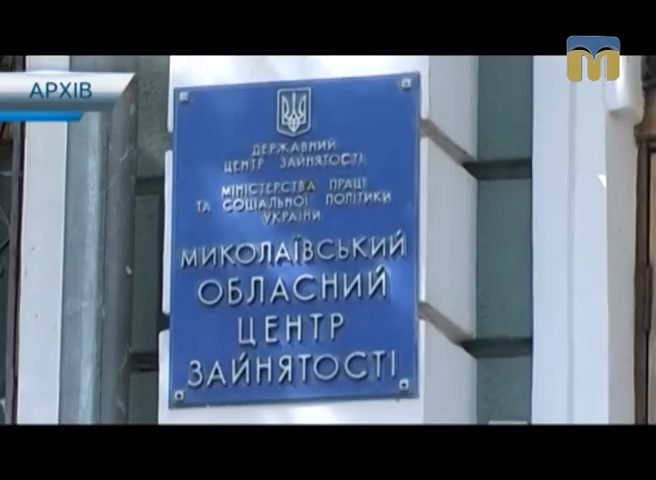 АРХІВ
ДЕРЖАВНИЙ
ЦЕНТР ЗАЙНЯТОСТІ
МІНІСТЕРСТВА ПРАЦІ
ТА СОЦІАЛЬНОЇ ПОЛІТИКИ
УКРАЇНИ
МИКОЛАЇВСЬКИЙ
ОБЛАСНИЙ
ЦЕНТР
ЗАЙНЯТОСТІ